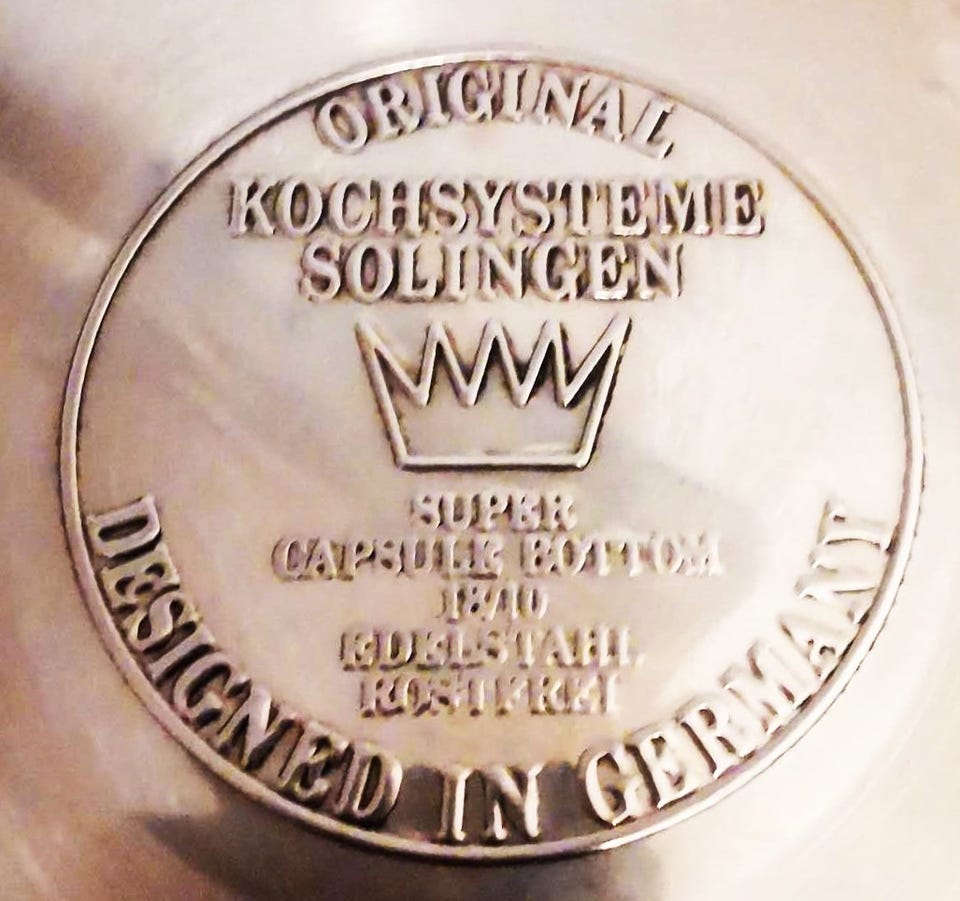 ORIGINAL
KOCHSYSTEME
SOLINGEN
SUPER
CAPSULE BOTTOM
18/10
EDELSTAHL
ROSTFREI
DESIGNED IN GERMANY